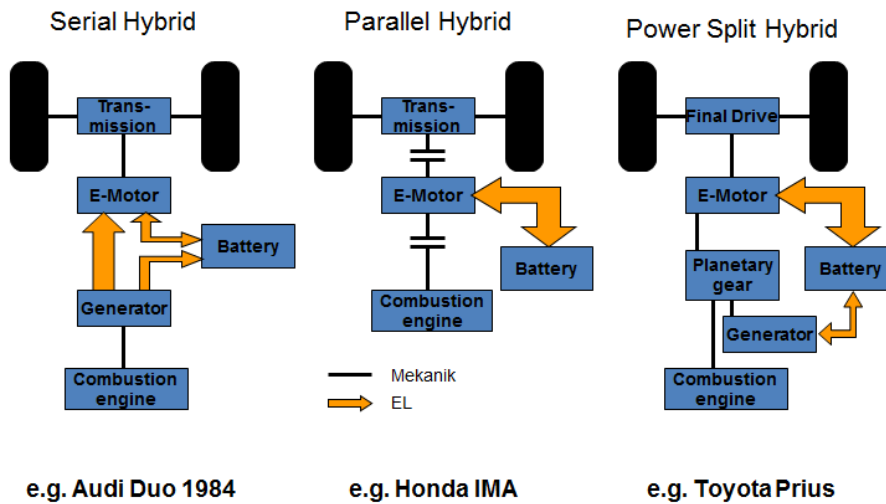 Serial Hybrid
Parallel Hybrid
Power Split Hybrid
Trans-
mission
E-Motor
Battery
Generator
Combustion
engine
Trans-
mission
E-Motor
Battery
Combustion
engine
Final Drive
E-Motor
Planetary
gear
Battery
Generator
Combustion
engine
Mekanik
EL
e.g. Audi Duo 1984
e.g. Honda IMA
e.g. Toyota Prius